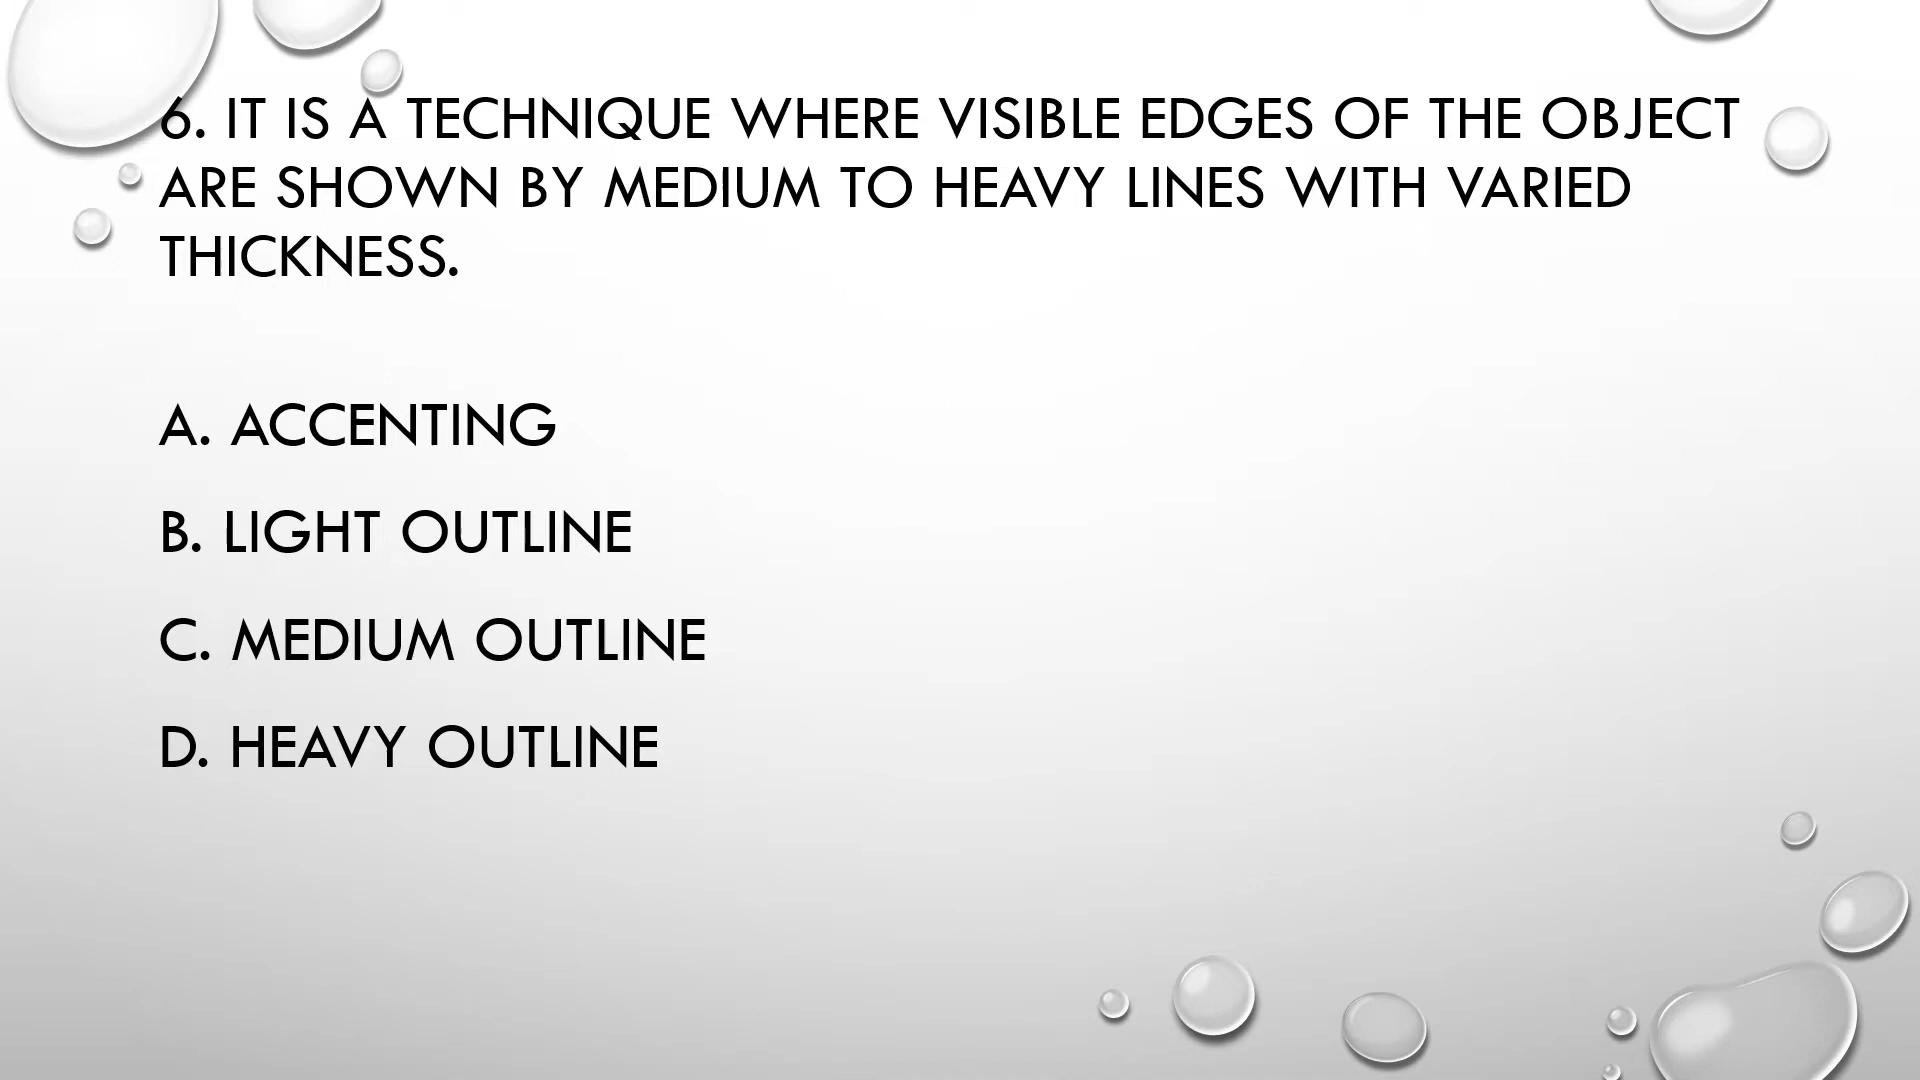 6. IT IS A TECHNIQUE WHERE VISIBLE EDGES OF THE OBJECT
ARE SHOWN BY MEDIUM TO HEAVY LINES WITH VARIED
THICKNESS.
A. ACCENTING
B. LIGHT OUTLINE
C. MEDIUM OUTLINE
D. HEAVY OUTLINE